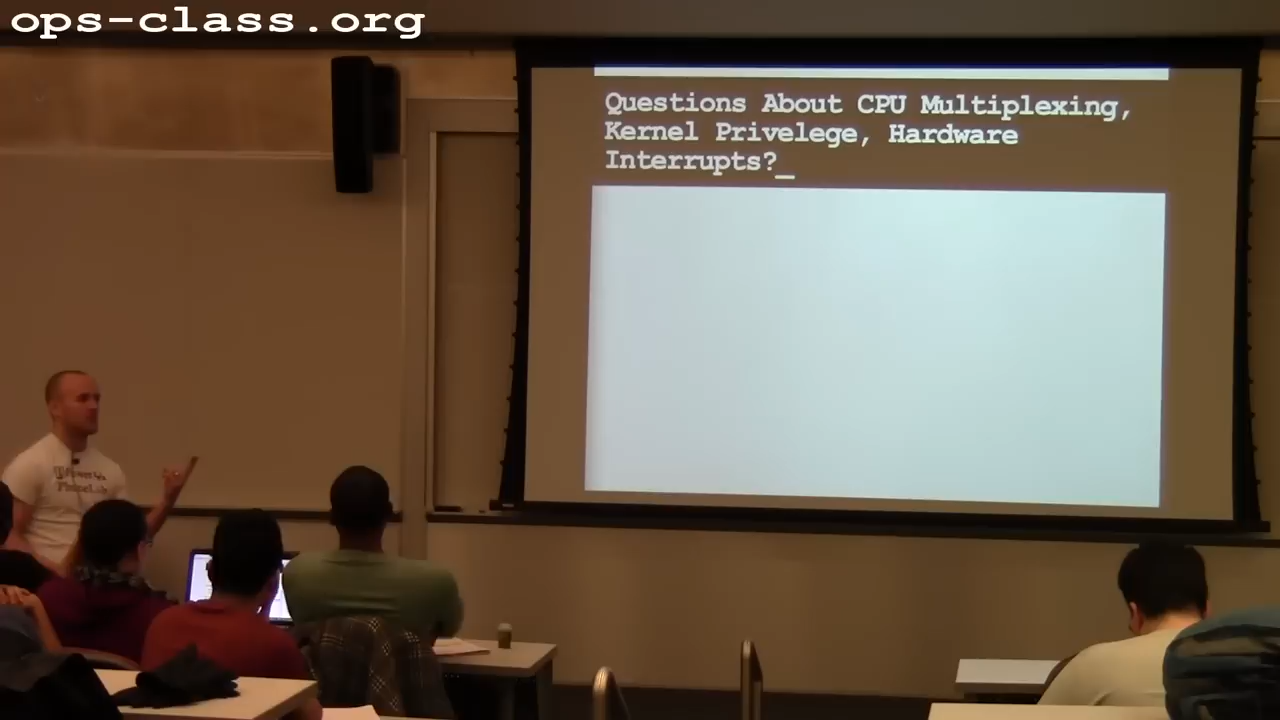 ops-class.org
Questions About CPU Multiplexing,
Kernel Privelege, Hardware
Interrupts?_